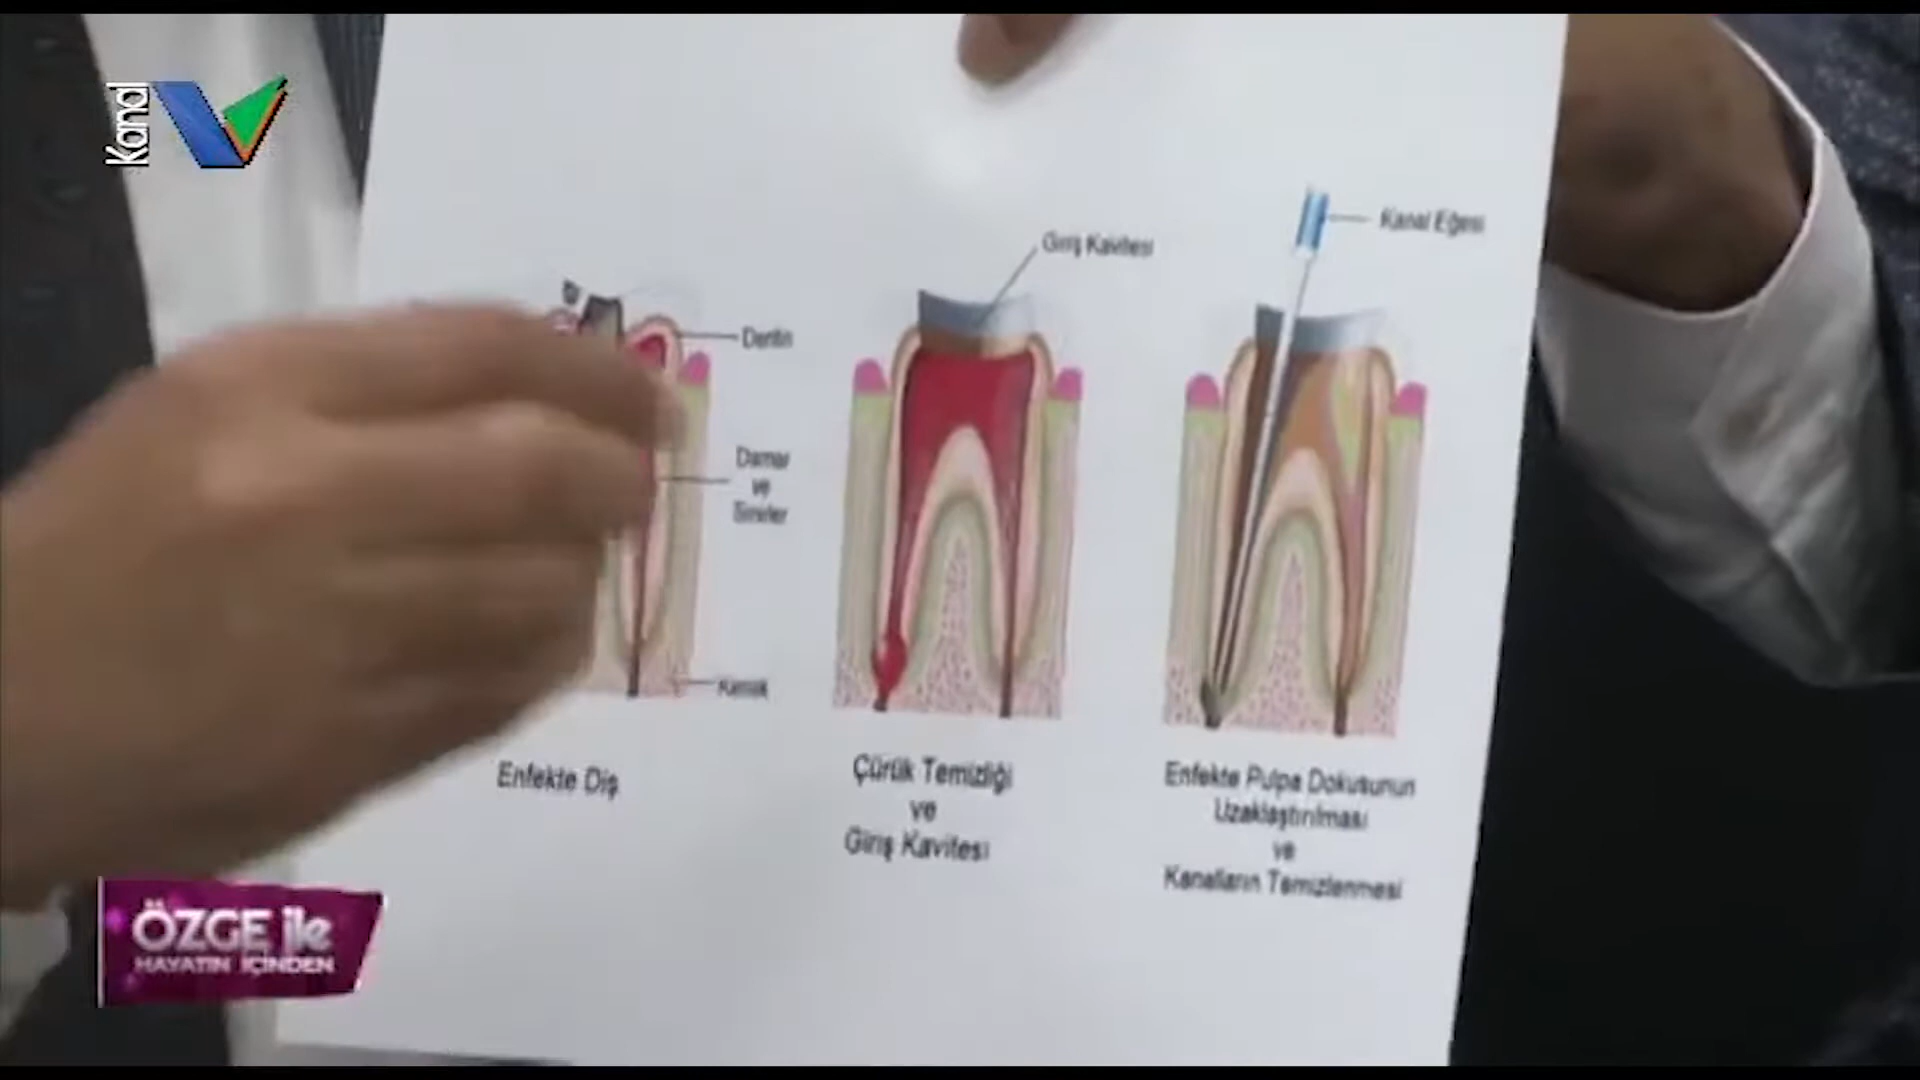 Kanal
Kanal Eğesi
Giriş Kavitesi
Dentin
Damar
ve
Sinirler
Kemik
Enfekte Diş
Çürük Temizliği
ve
Giriş Kavitesi
Enfekte Pulpa Dokusunun
Uzaklaştırılması
ve
Kanalların Temizlenmesi
ÖZGE ile
HAYATIN İÇİNDEN